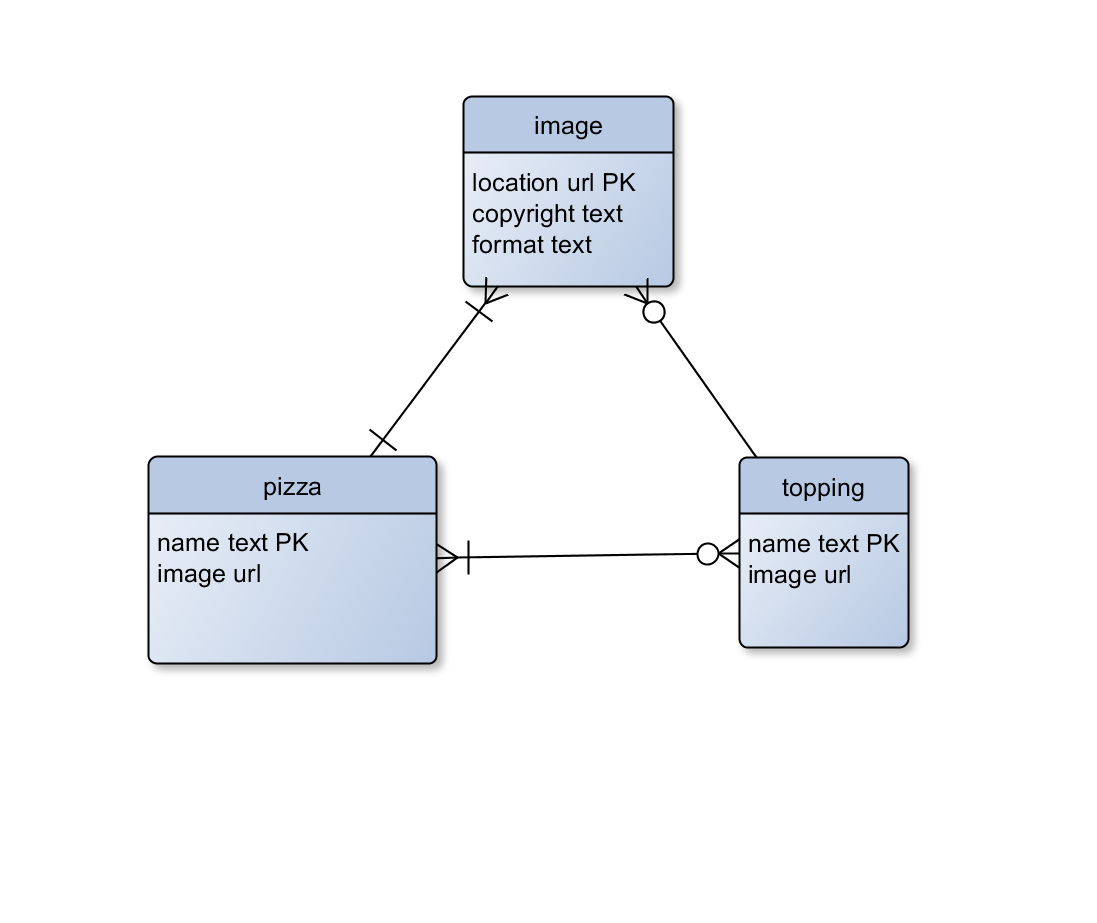 image
location url PK
copyright text
format text
pizza
name text PK
image url
topping
name text PK
image url